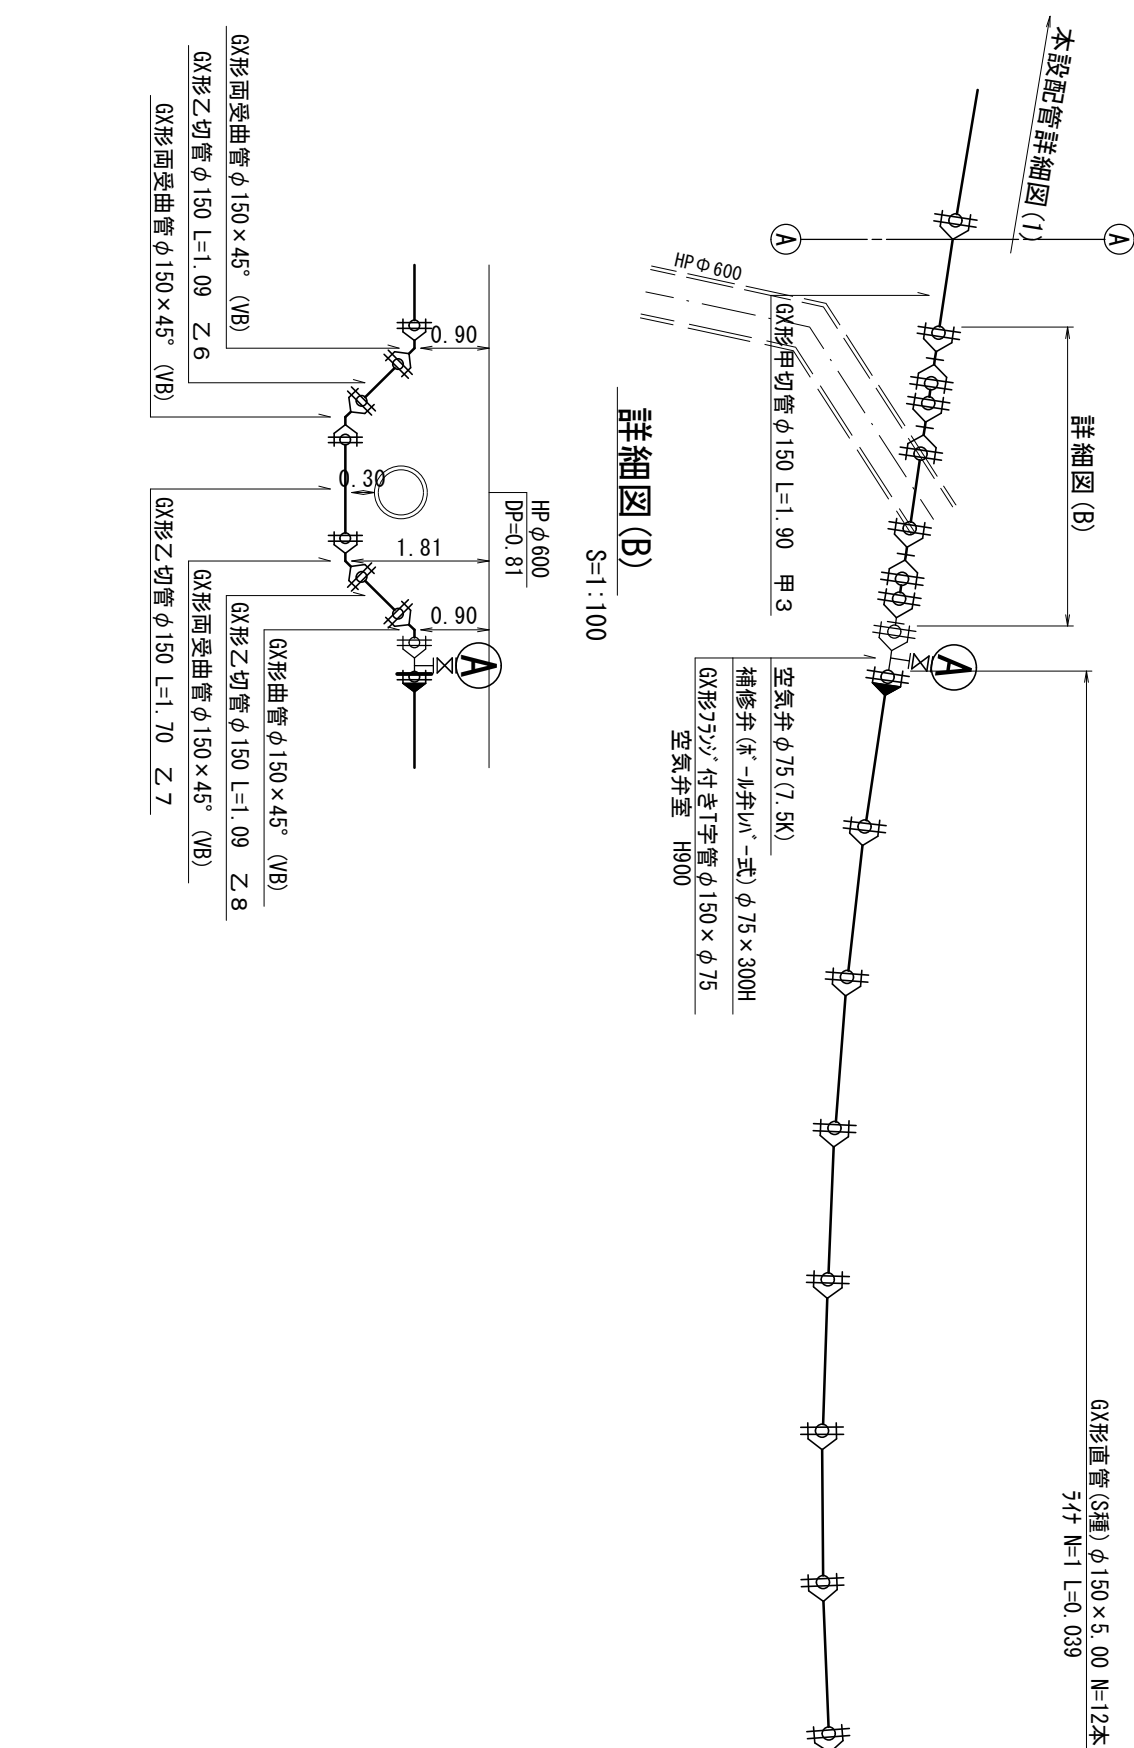 本設配管詳細図(1)
A
A
HPΦ600
GX形甲切管φ150 L=1.90 甲3
詳細図(B)
A
空気弁φ75(7.5K)
補修弁(ボール弁レバー式)φ75×300H
GX形フランジ付きT字管φ150×φ75
空気弁室 H900
GX形直管(S種)φ150×5.00 N=12本
ライナ N=1 L=0.039
詳細図(B)
S=1:100
HPφ600
DP=0.81
0.90
0.30
1.81
0.90
A
GX形両受曲管φ150×45° (VB)
GX形乙切管φ150 L=1.09 乙6
GX形両受曲管φ150×45° (VB)
GX形曲管φ150×45° (VB)
GX形乙切管φ150 L=1.09 乙8
GX形両受曲管φ150×45° (VB)
GX形乙切管φ150 L=1.70 乙7